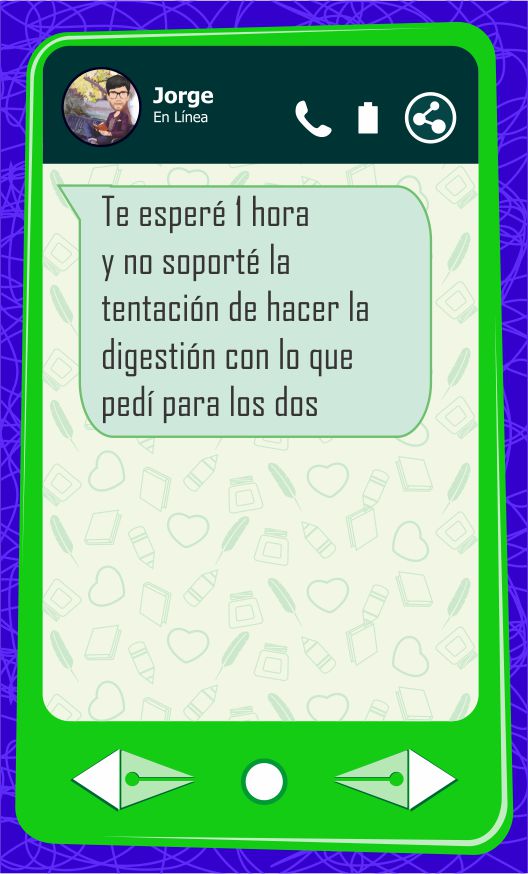 Jorge
En Línea
Te esperé 1 hora
y no soporté la
tentación de hacer la
digestión con lo que
pedí para los dos